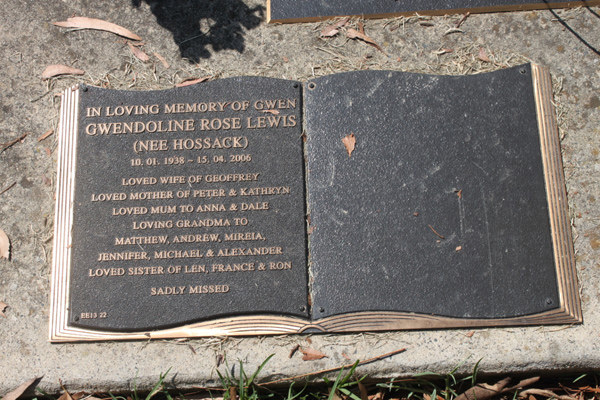 IN LOVING MEMORY OF GWEN
GWENDOLINE ROSE LEWIS
(NEE HOSSACK)
10. 01. 1938 ~ 15. 04. 2006
LOVED WIFE OF GEOFFREY
LOVED MOTHER OF PETER & KATHRYN
LOVED MUM TO ANNA & DALE
LOVING GRANDMA TO
MATTHEW, ANDREW, MIREIA,
JENNIFER, MICHAEL & ALEXANDER
LOVED SISTER OF LEN, FRANCE & RON
SADLY MISSED
EE13 22